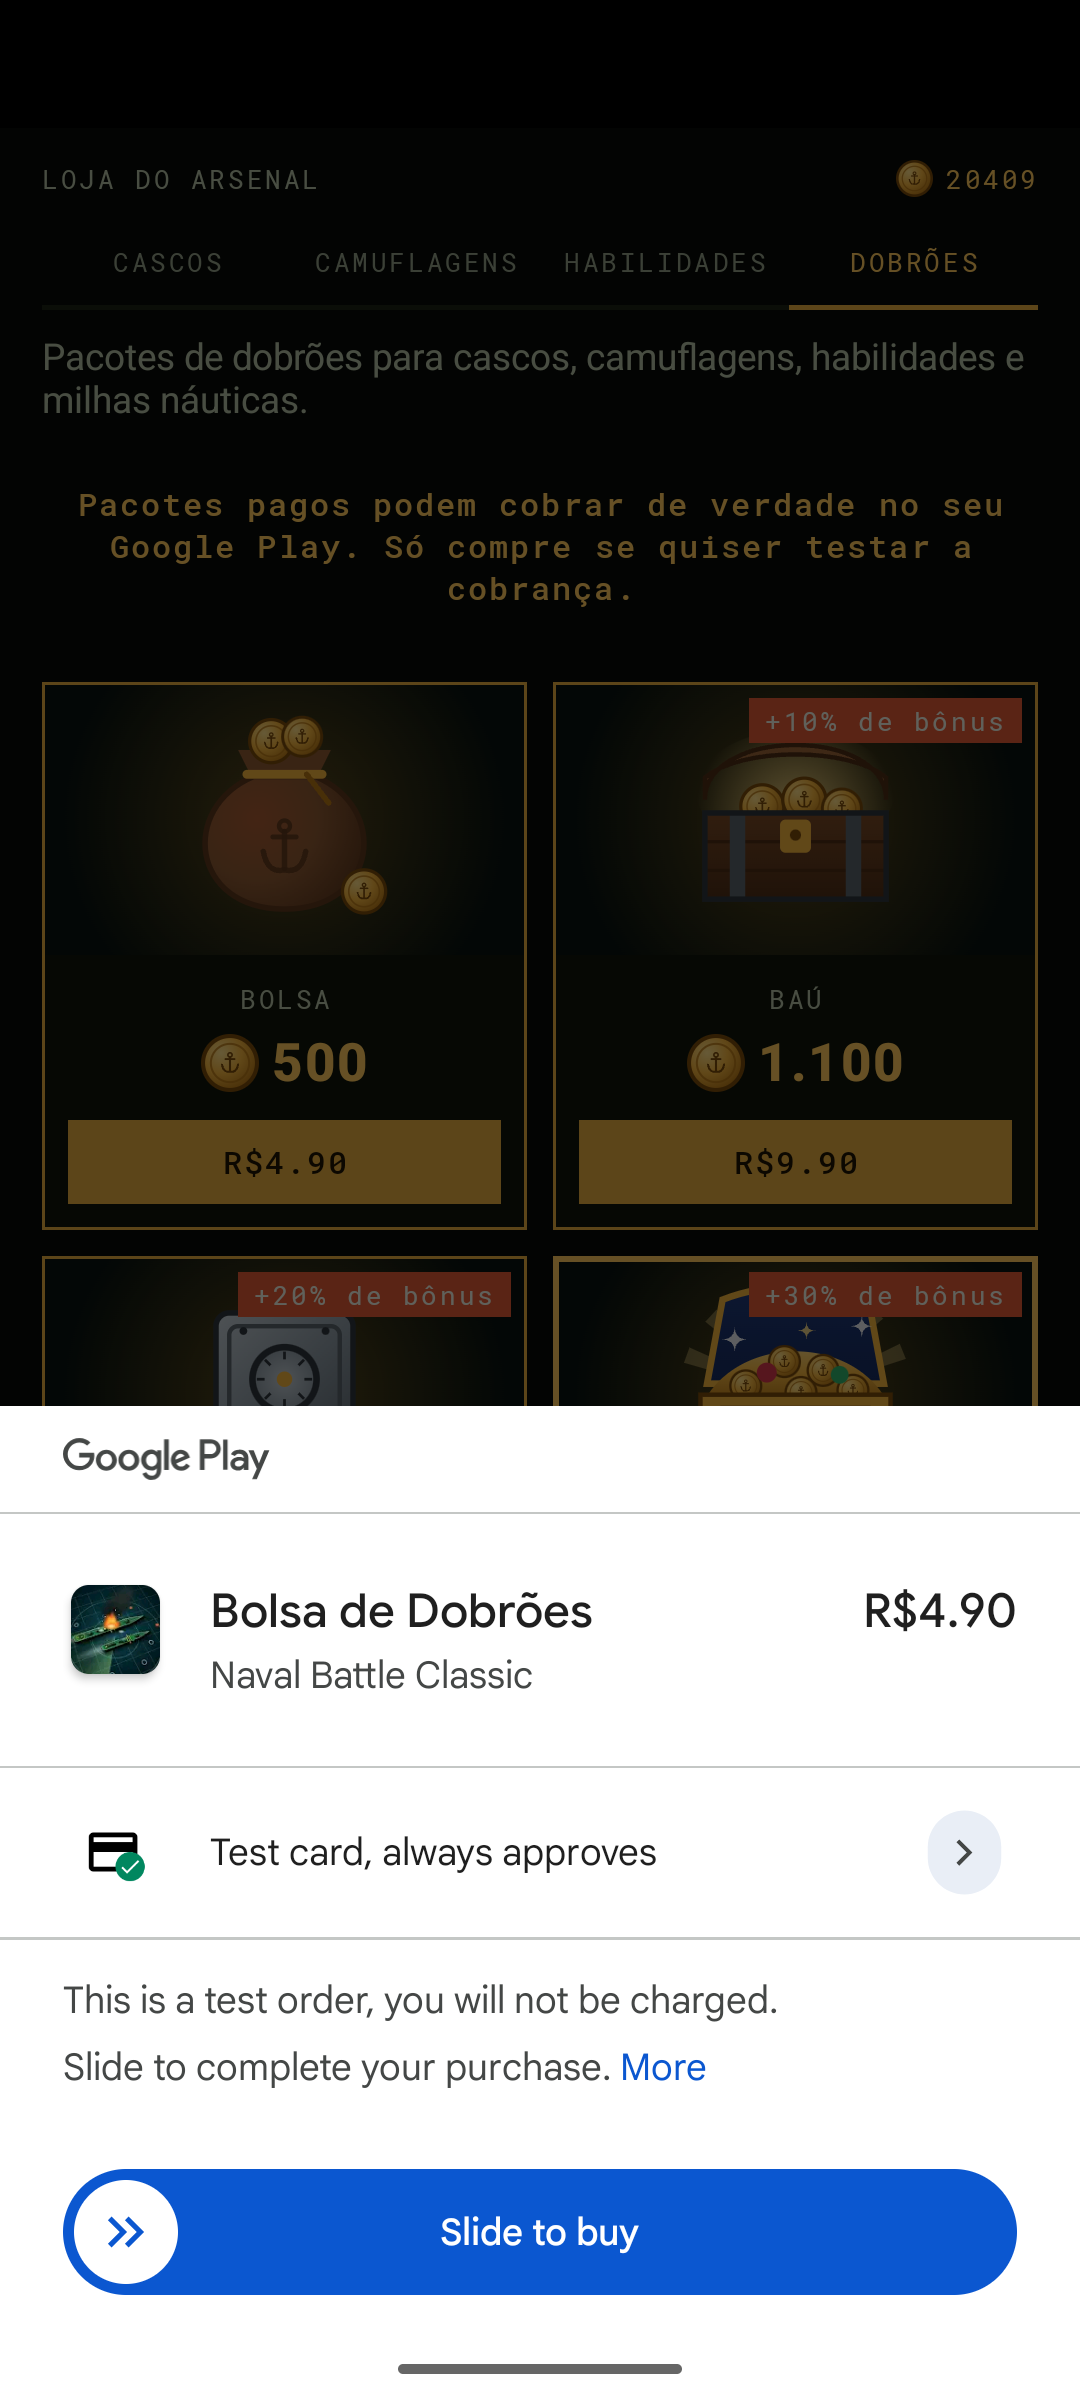 LOJA DO ARSENAL
20409
CASCOS CAMUFLAGENS HABILIDADES DOBRÕES
Pacotes de dobrões para cascos, camuflagens, habilidades e
milhas náuticas.
Pacotes pagos podem cobrar de verdade no seu
Google Play. Só compre se quiser testar a
cobrança.
+10% de bônus
BOLSA
500
R$4.90
BAÚ
1.100
R$9.90
+20% de bônus
+30% de bônus
Google Play
Bolsa de Dobrões
R$4.90
Naval Battle Classic
Test card, always approves
This is a test order, you will not be charged.
Slide to complete your purchase. More
Slide to buy